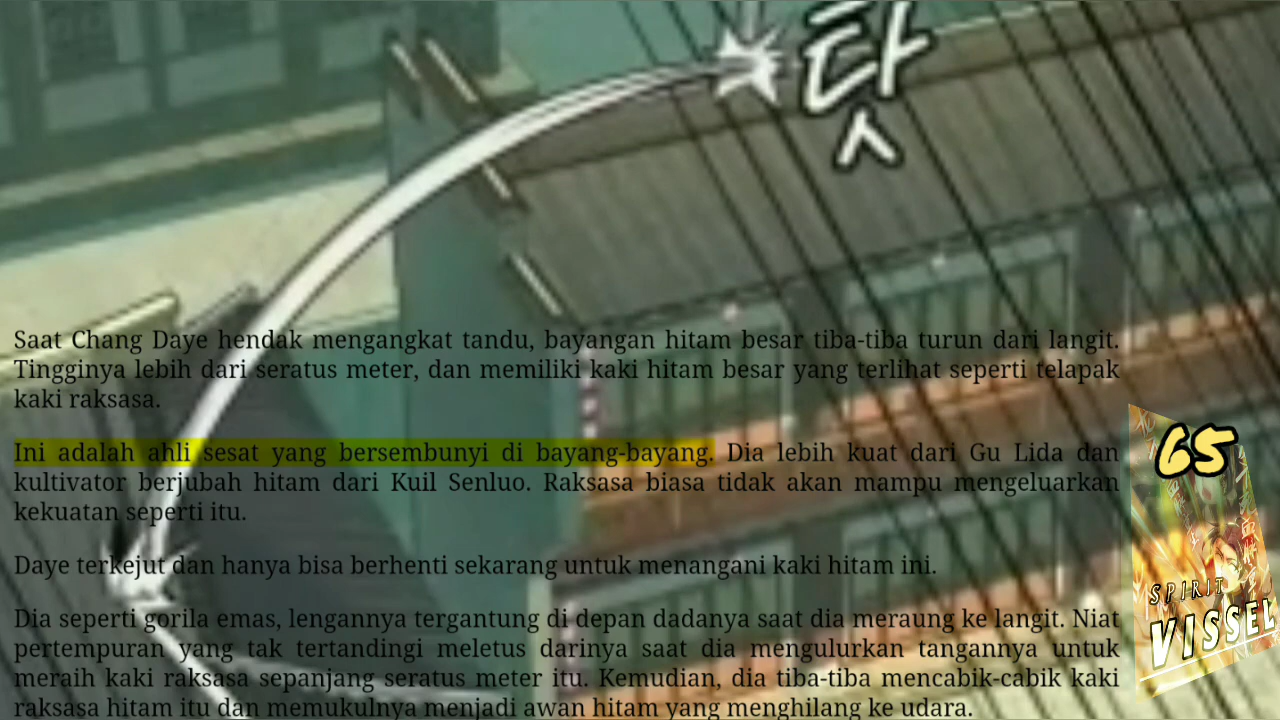 탓
Saat Chang Daye hendak mengangkat tandu, bayangan hitam besar tiba-tiba turun dari langit.
Tingginya lebih dari seratus meter, dan memiliki kaki hitam besar yang terlihat seperti telapak
kaki raksasa.
Ini adalah ahli sesat yang bersembunyi di bayang-bayang. Dia lebih kuat dari Gu Lida dan
kultivator berjubah hitam dari Kuil Senluo. Raksasa biasa tidak akan mampu mengeluarkan
kekuatan seperti itu.
Daye terkejut dan hanya bisa berhenti sekarang untuk menangani kaki hitam ini.
Dia seperti gorila emas, lengannya tergantung di depan dadanya saat dia meraung ke langit. Niat
pertempuran yang tak tertandingi meletus darinya saat dia mengulurkan tangannya untuk
meraih kaki raksasa sepanjang seratus meter itu. Kemudian, dia tiba-tiba mencabik-cabik kaki
raksasa hitam itu dan memukulnya menjadi awan hitam yang menghilang ke udara.
65
SPIRIT
VISSEL